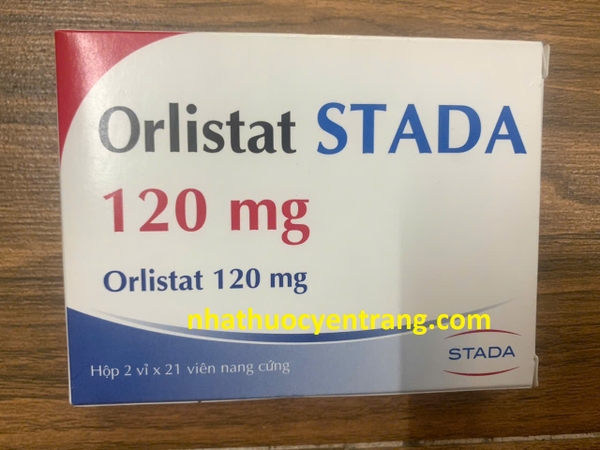 Orlistat STADA
120 mg
Orlistat 120 mg
nhathuocyentrang.com
Hộp 2 vỉ x 21 viên nang cứng
STADA